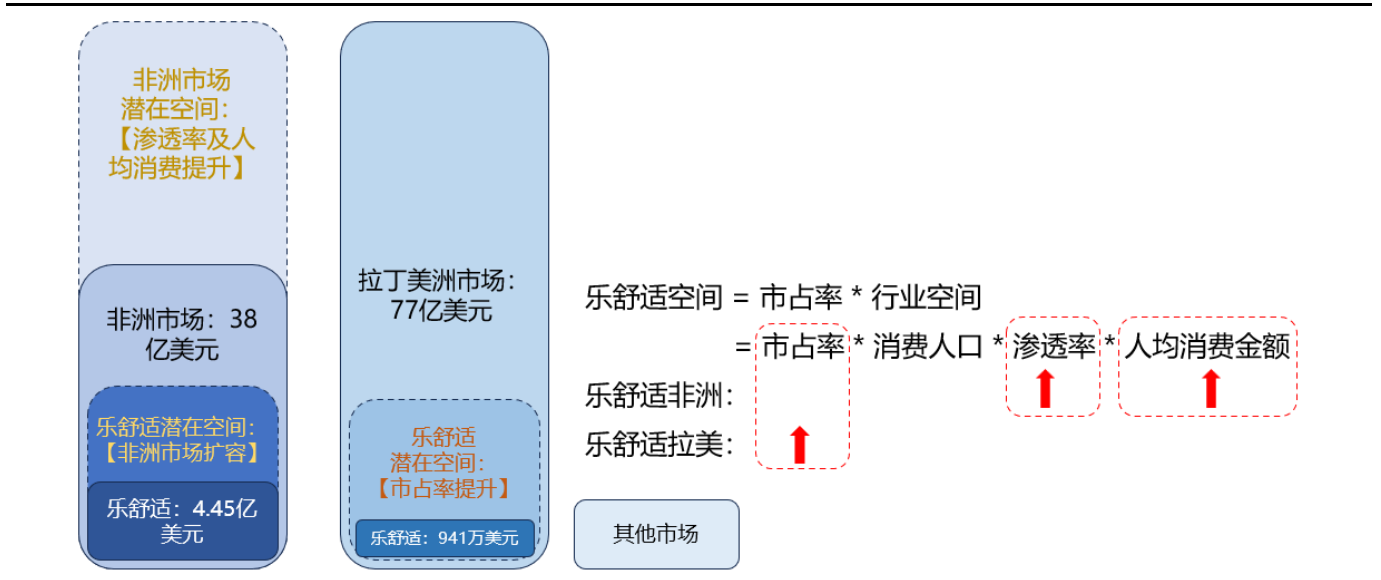 非洲市场
潜在空间：
【渗透率及人
均消费提升】
非洲市场：38
亿美元
乐舒适潜在空间：
【非洲市场扩容】
乐舒适：4.45亿
美元
拉丁美洲市场：
77亿美元
乐舒适
潜在空间：
【市占率提升】
乐舒适：941万美元
乐舒适空间 = 市占率 * 行业空间
= 市占率 * 消费人口 * 渗透率 * 人均消费金额
乐舒适非洲：
乐舒适拉美：
其他市场